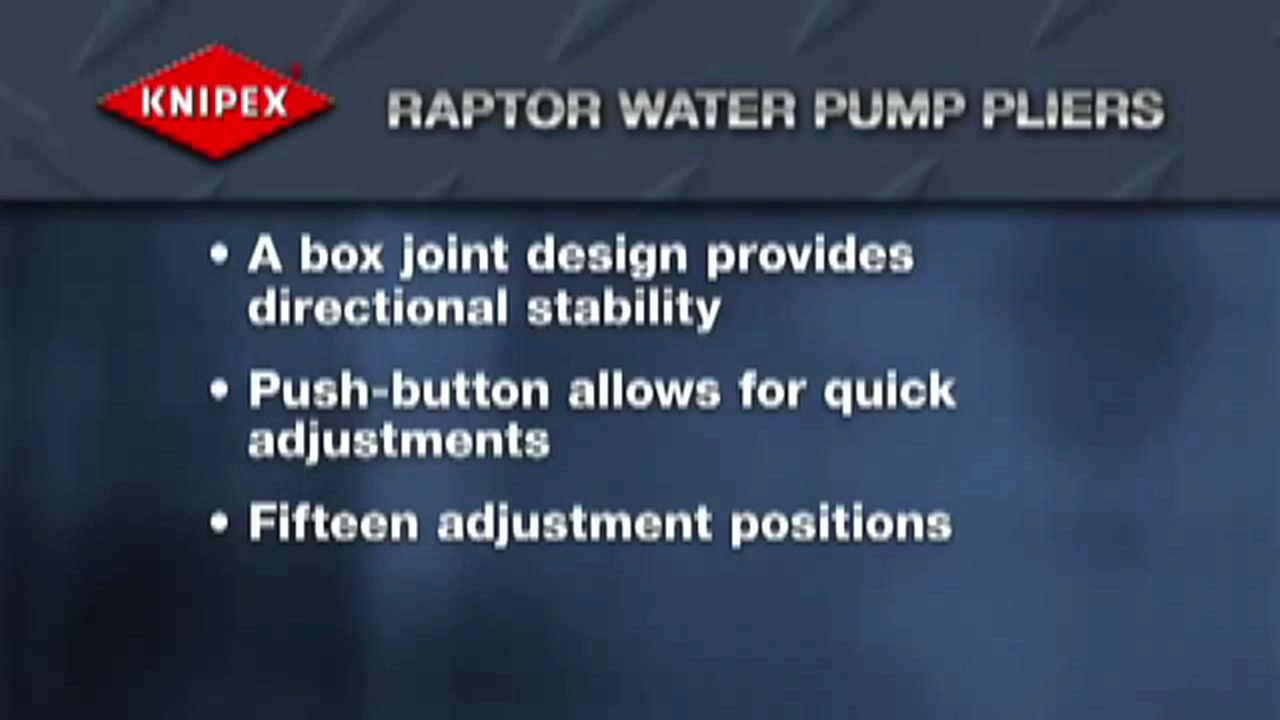 KNIPEX
RAPTOR WATER PUMP PLIERS
• A box joint design provides
directional stability
• Push-button allows for quick
adjustments
• Fifteen adjustment positions